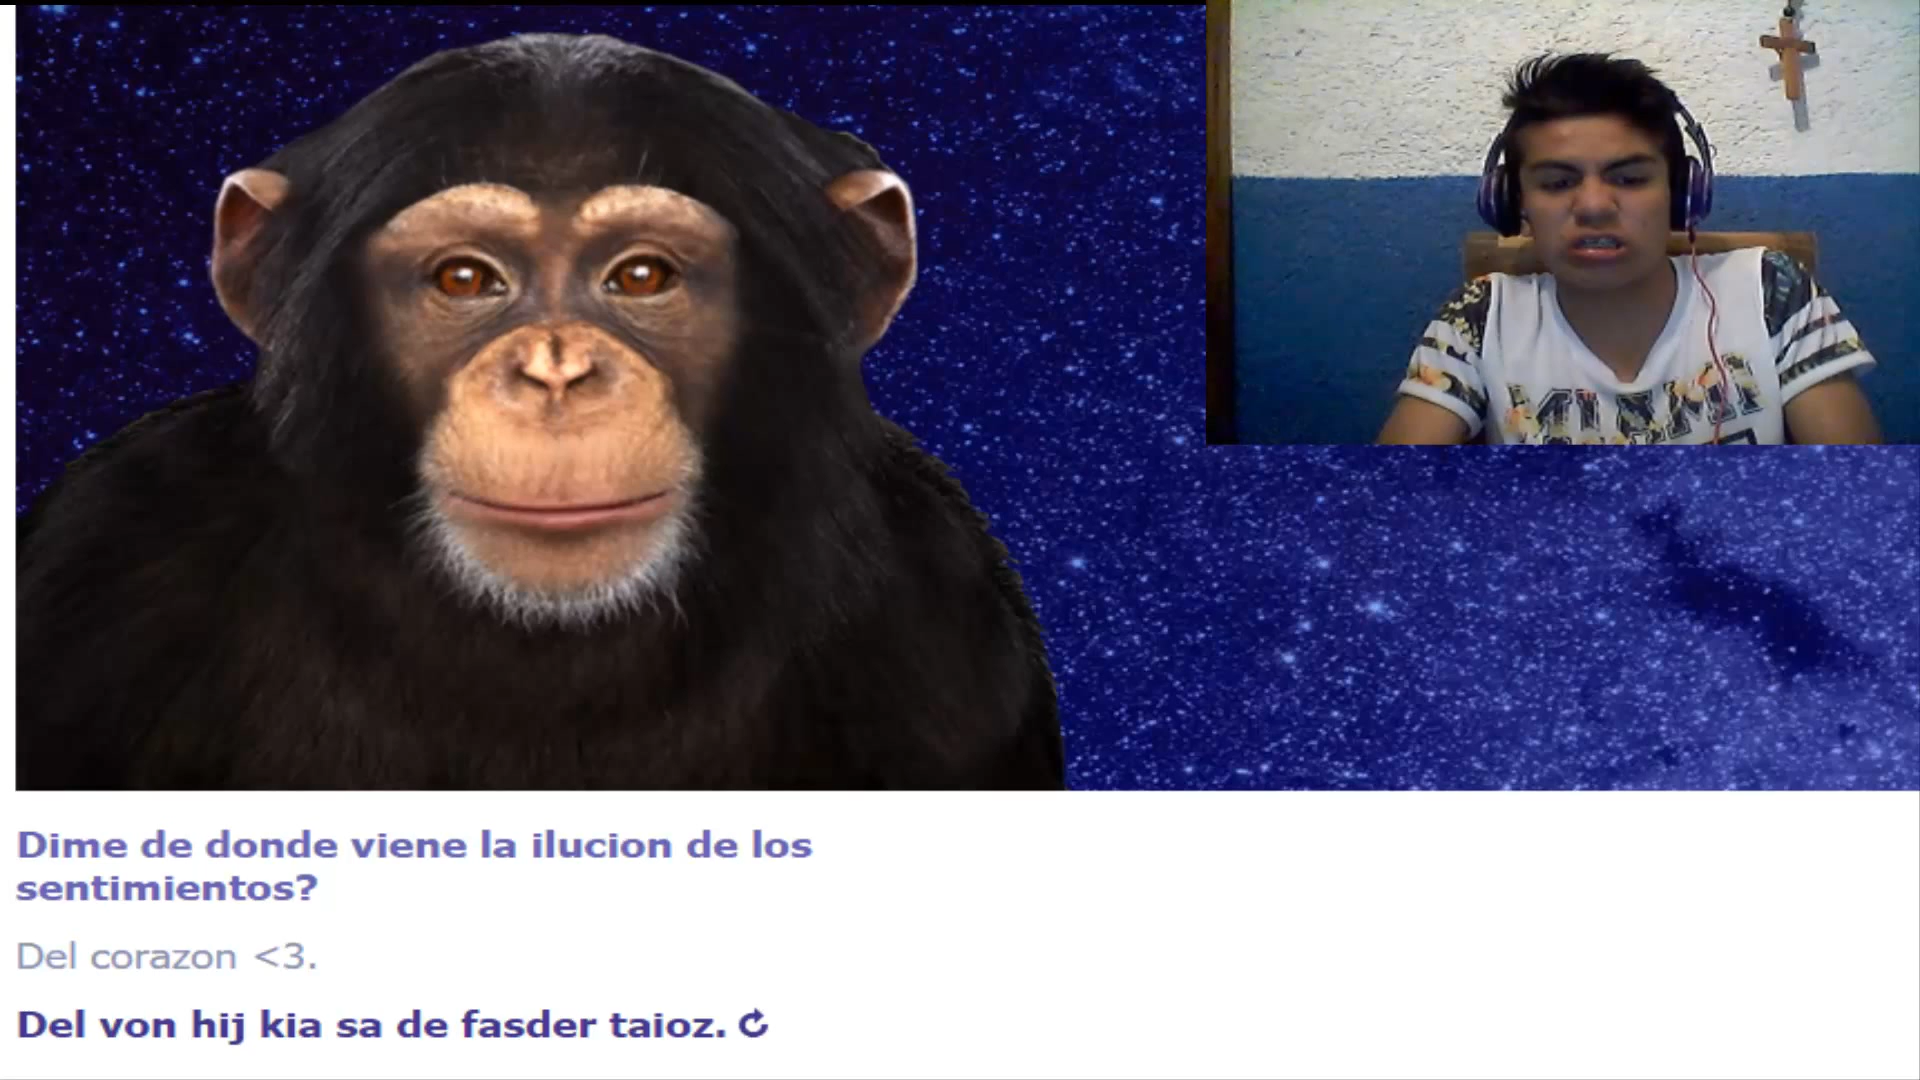 MIAMI
Dime de donde viene la ilucion de los
sentimientos?
Del corazon <3.
Del von hij kia sa de fasder taioz.